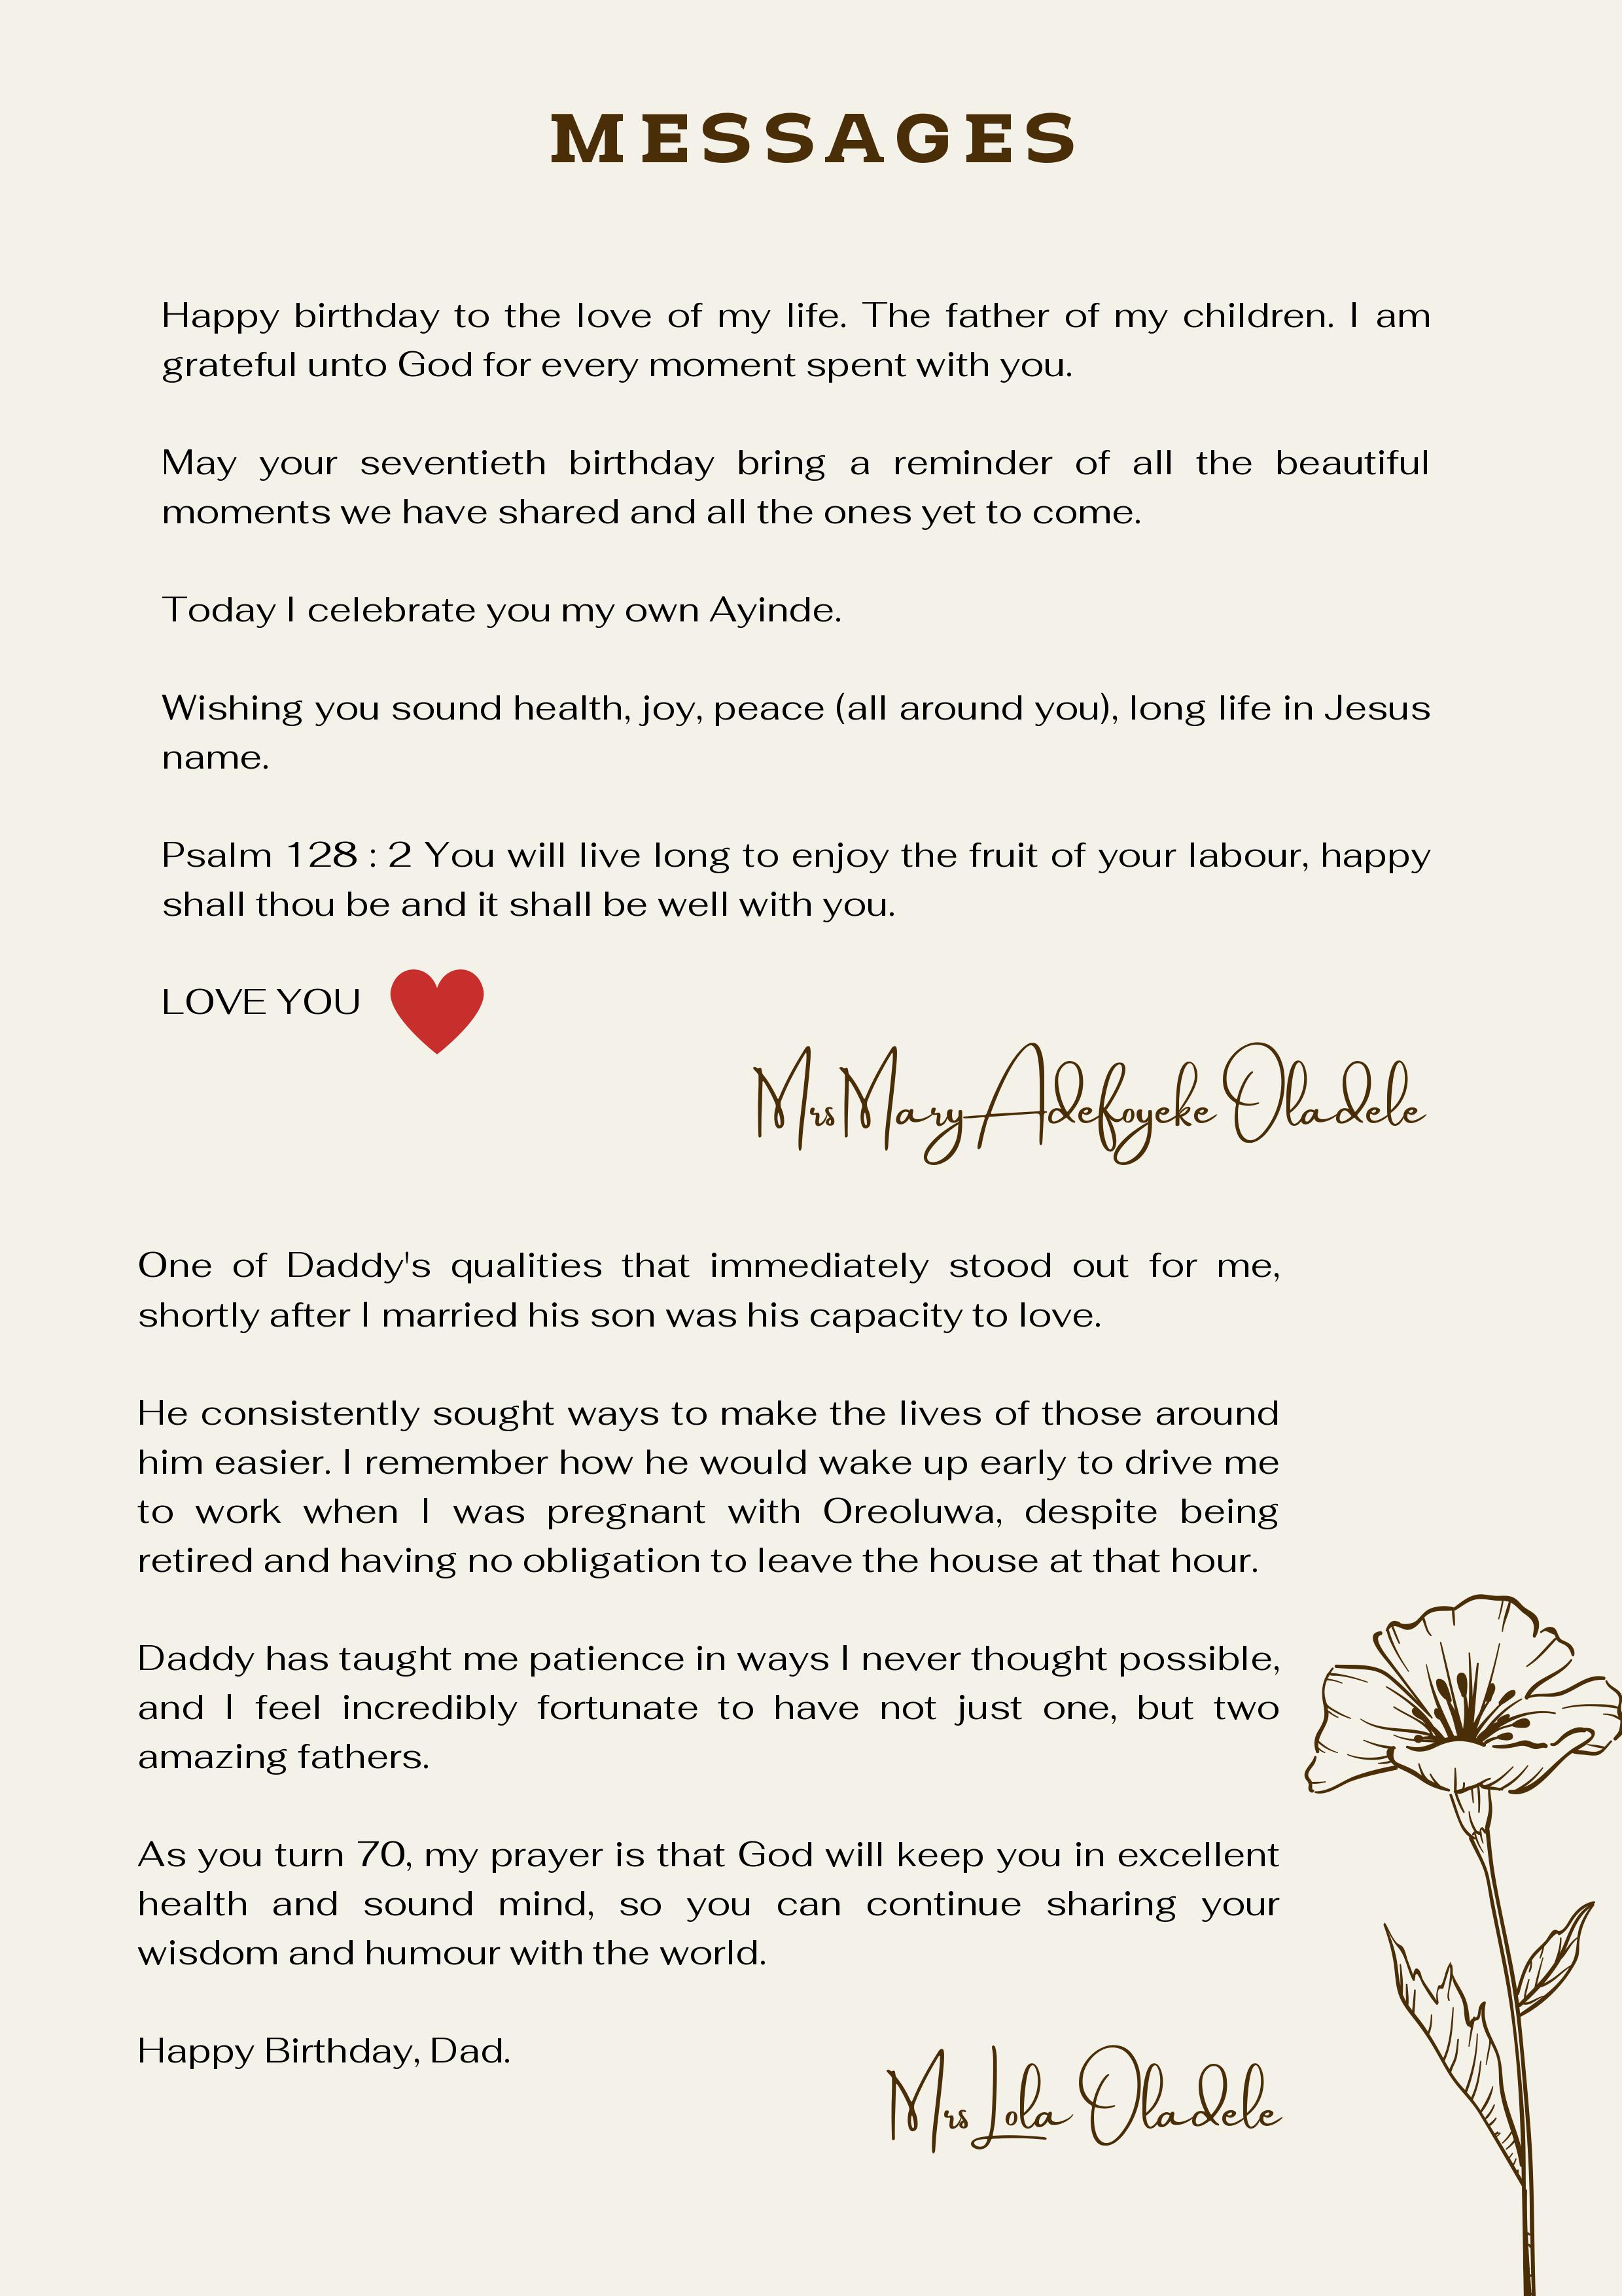 MESSAGES
Happy birthday to the love of my life. The father of my children. I am
grateful unto God for every moment spent with you.
May your seventieth birthday bring a reminder of all the beautiful
moments we have shared and all the ones yet to come.
Today I celebrate you my own Ayinde.
Wishing you sound health, joy, peace (all around you), long life in Jesus
name.
Psalm 128 : 2 You will live long to enjoy the fruit of your labour, happy
shall thou be and it shall be well with you.
LOVE YOU
Mrs Mary Adefoyeke Oladele
One of Daddy's qualities that immediately stood out for me,
shortly after I married his son was his capacity to love.
He consistently sought ways to make the lives of those around
him easier. I remember how he would wake up early to drive me
to work when I was pregnant with Oreoluwa, despite being
retired and having no obligation to leave the house at that hour.
Daddy has taught me patience in ways I never thought possible,
and I feel incredibly fortunate to have not just one, but two
amazing fathers.
As you turn 70, my prayer is that God will keep you in excellent
health and sound mind, so you can continue sharing your
wisdom and humour with the world.
Happy Birthday, Dad.
Mrs Lola Oladele